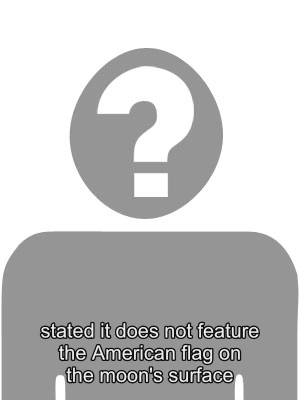 ?
stated it does not feature
the American flag on
the moon's surface